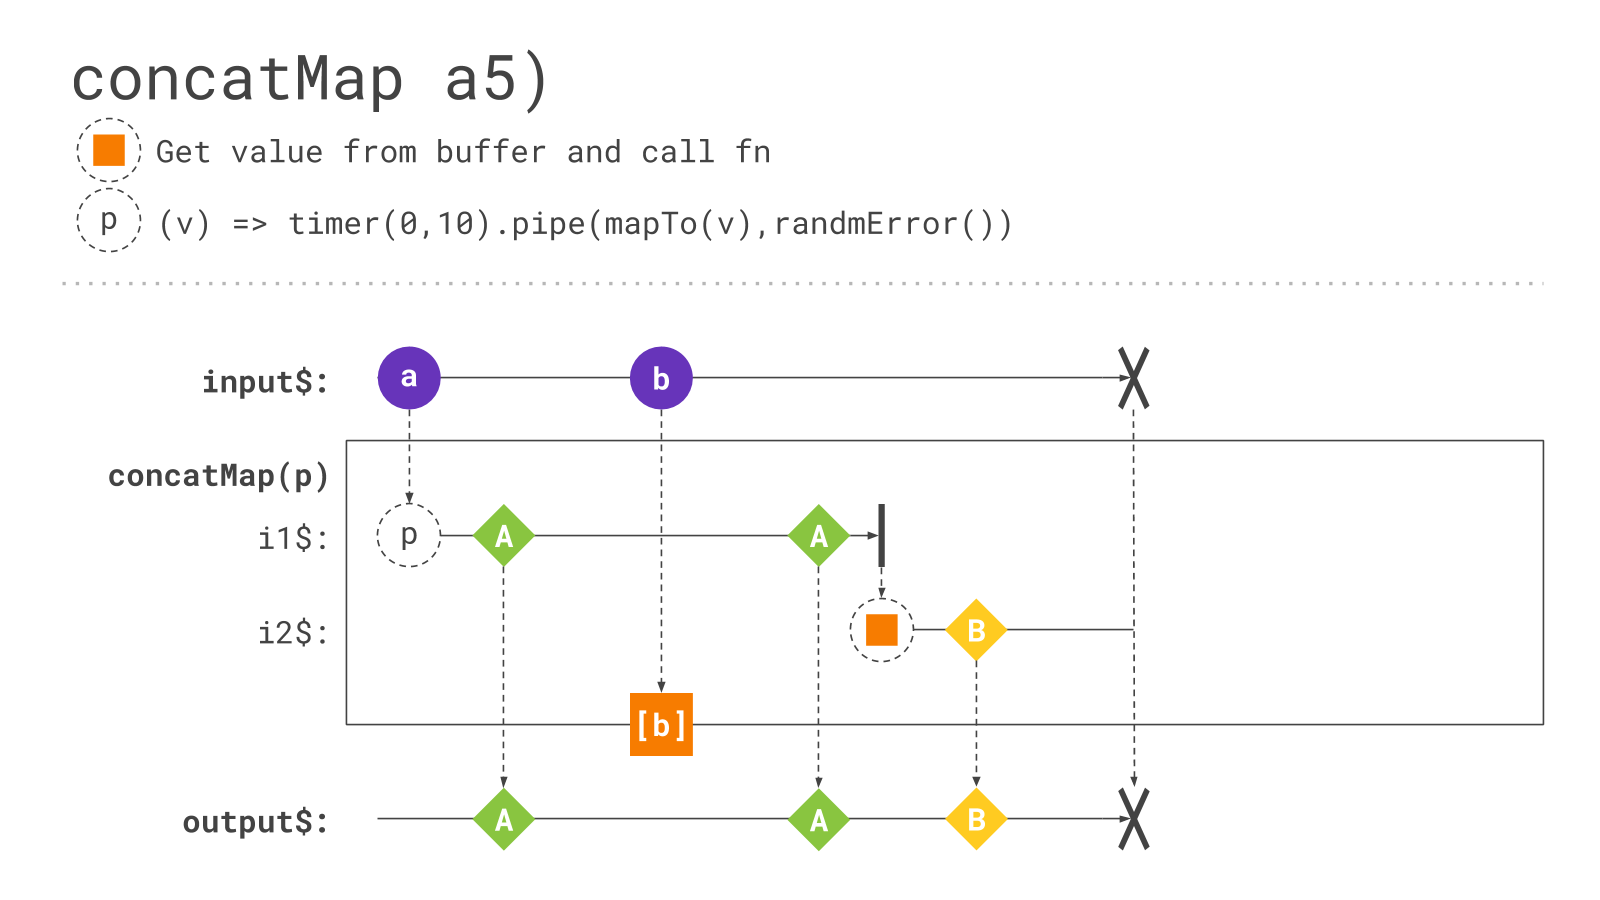 concatMap a5)
Get value from buffer and call fn
p (v) => timer(0,10).pipe(mapTo(v),randmError())
input$: a b X
concatMap(p)
i1$: p A A
i2$: B
[b]
output$: A A B X